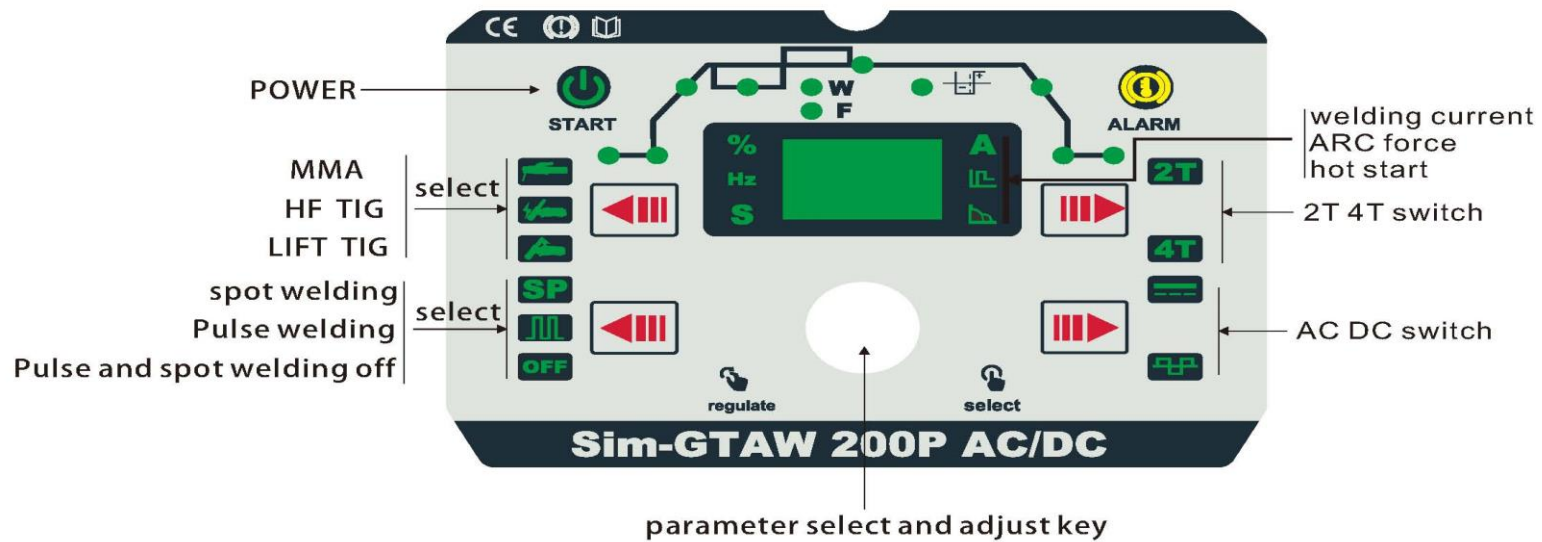 CE
POWER
START
W
F
ALARM
welding current
ARC force
hot start
%
A
Hz
S
MMA
select
HF TIG
LIFT TIG
2T
2T 4T switch
4T
spot welding
SP
select
Pulse welding
Pulse and spot welding off
OFF
AC DC switch
regulate
select
Sim-GTAW 200P AC/DC
parameter select and adjust key